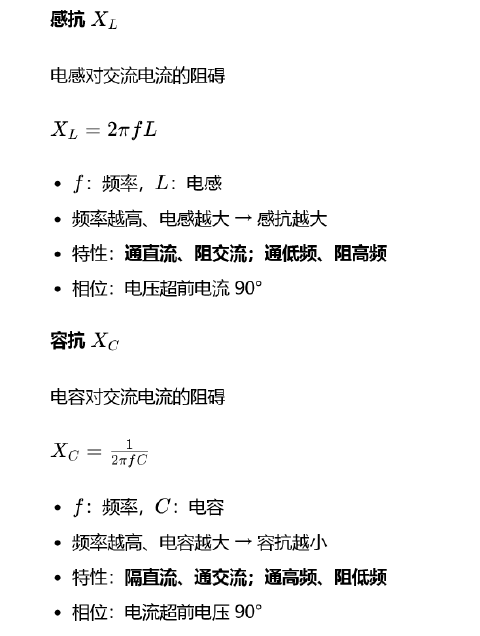 感抗 X_L
电感对交流电流的阻碍
X_L = 2πfL
• f：频率，L：电感
• 频率越高、电感越大 → 感抗越大
• 特性：通直流、阻交流；通低频、阻高频
• 相位：电压超前电流 90°
容抗 X_C
电容对交流电流的阻碍
X_C = \frac{1}{2πfC}
• f：频率，C：电容
• 频率越高、电容越大 → 容抗越小
• 特性：隔直流、通交流；通高频、阻低频
• 相位：电流超前电压 90°